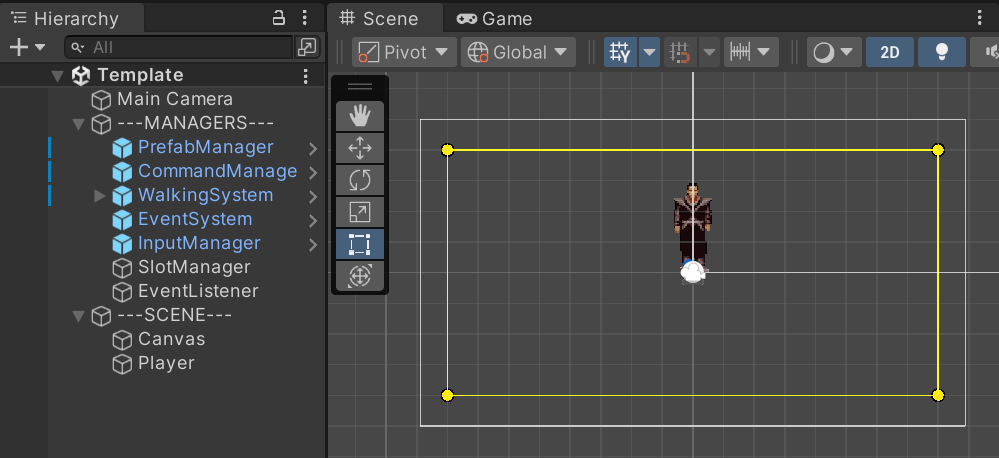 Hierarchy
All
Template
Main Camera
---MANAGERS---
PrefabManager
CommandManage
WalkingSystem
EventSystem
InputManager
SlotManager
EventListener
---SCENE---
Canvas
Player
Scene Game
Pivot Global Y 2D